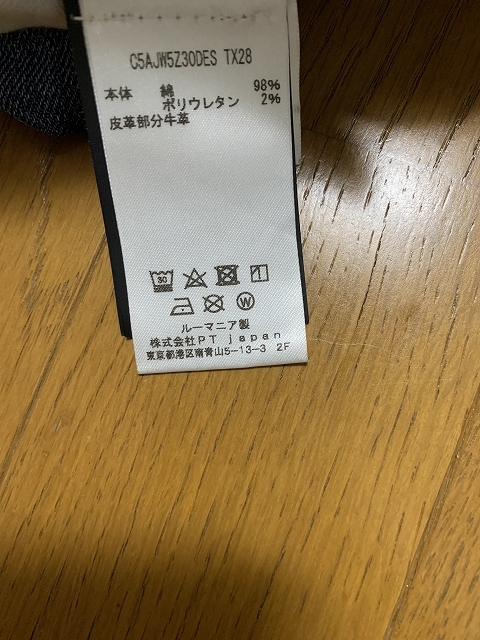 C5AJW5Z30DES TX28
本体 綿 98%
ポリウレタン 2%
皮革部分牛革
30
W
ルーマニア製
株式会社PT japan
東京都港区南青山5-13-3 2F